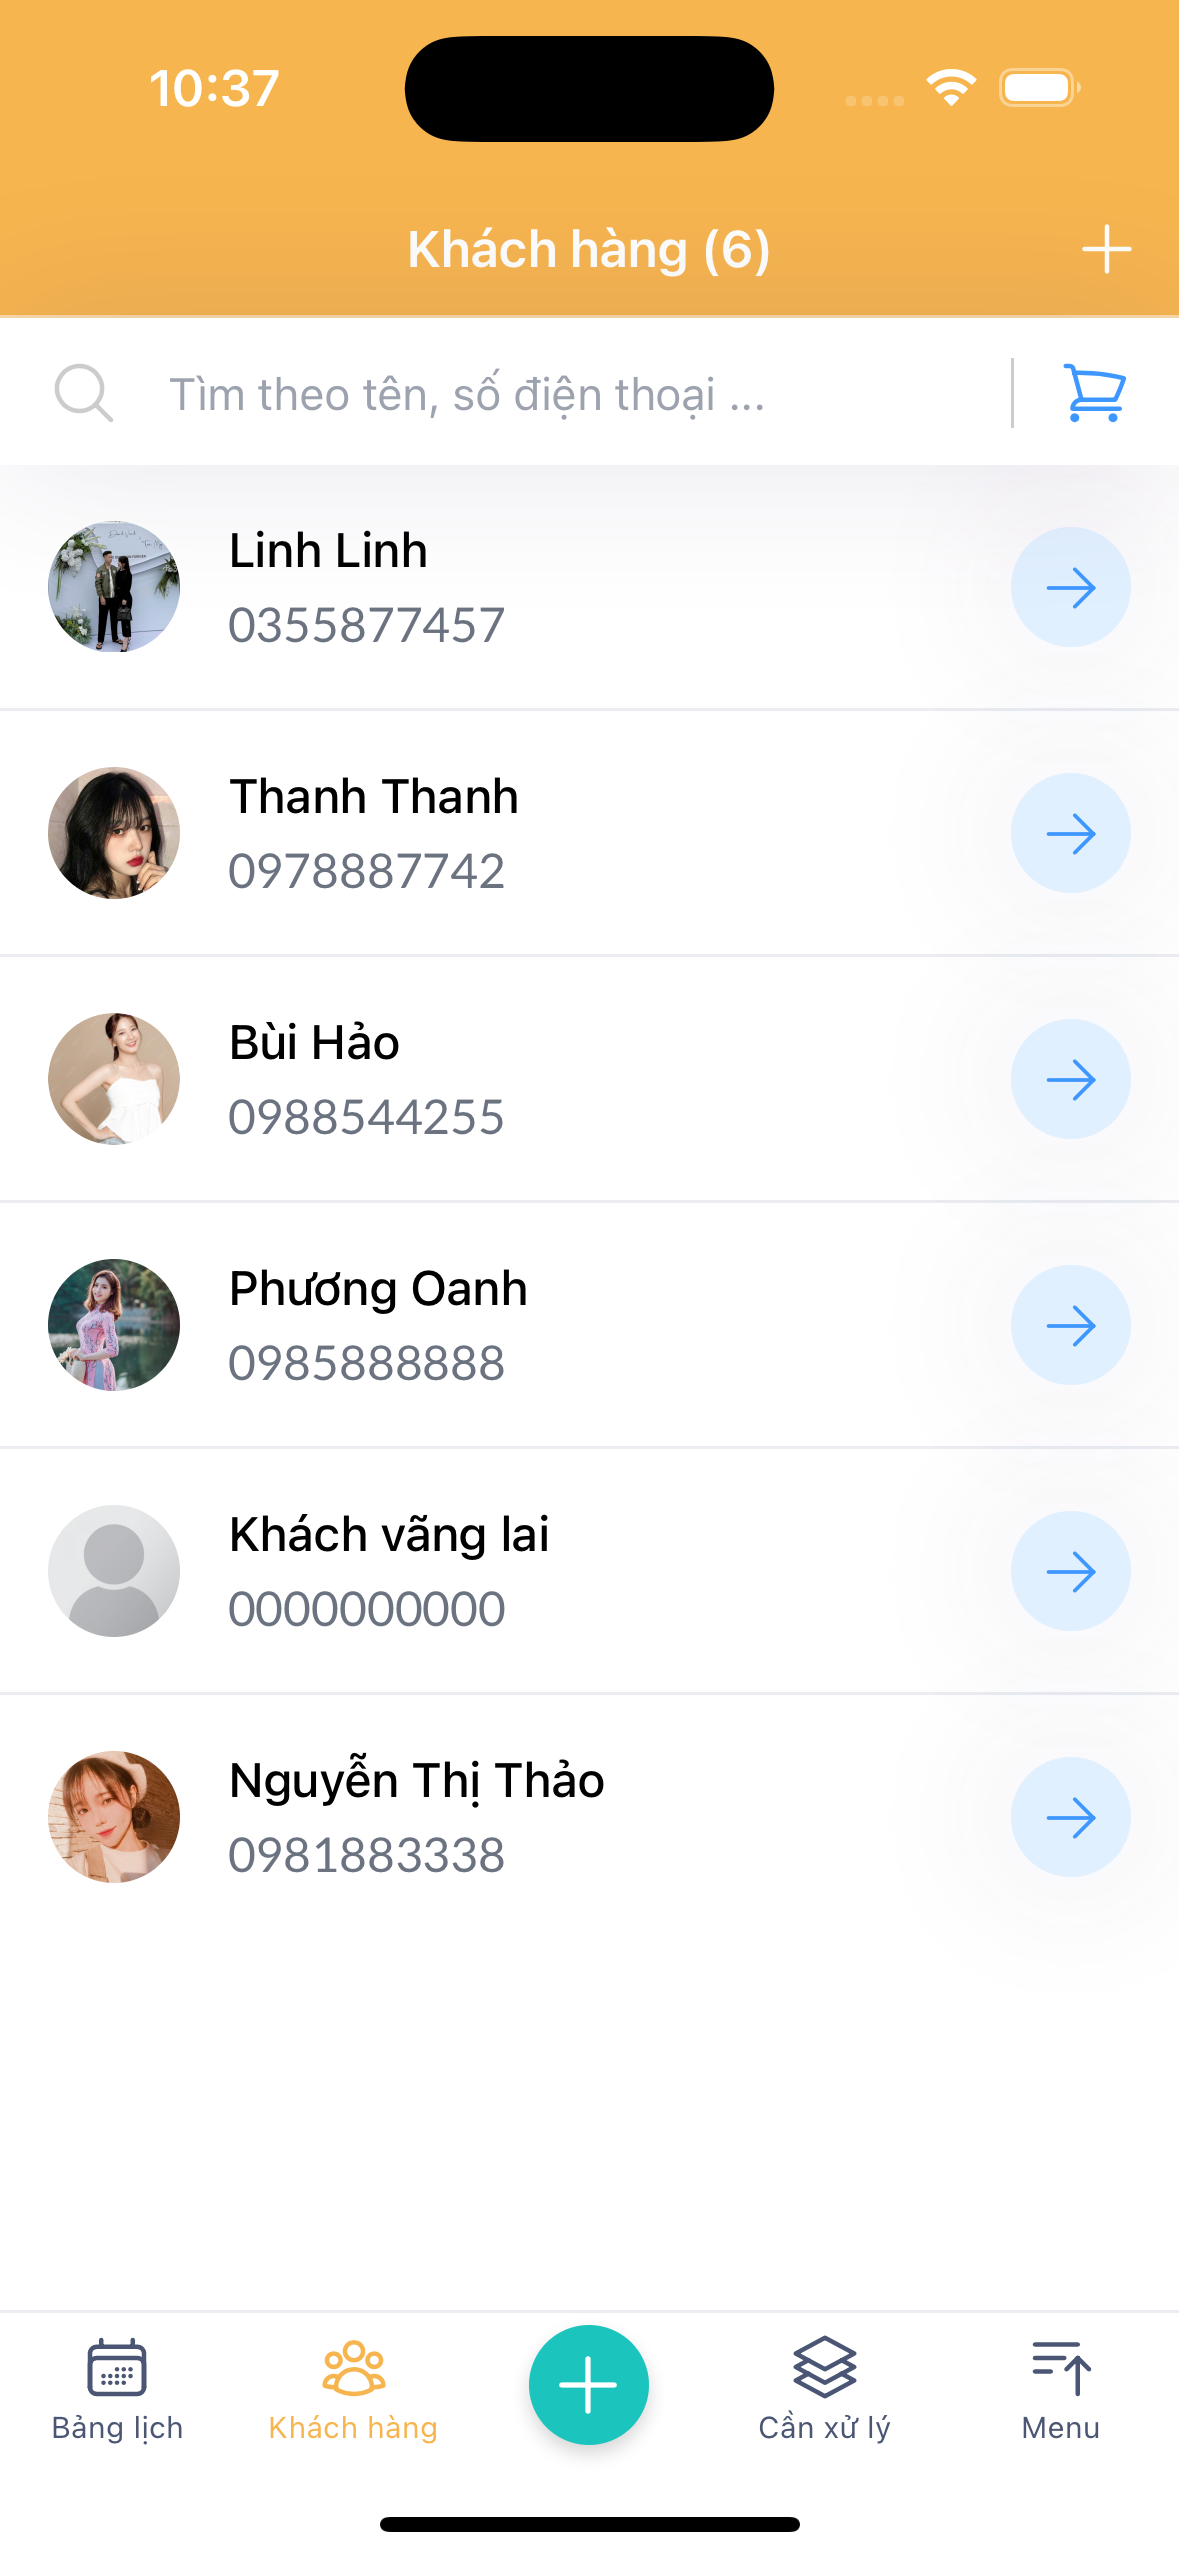 10:37
Khách hàng (6)
Tìm theo tên, số điện thoại ...
Linh Linh
0355877457
Thanh Thanh
0978887742
Bùi Hảo
0988544255
Phương Oanh
0985888888
Khách vãng lai
0000000000
Nguyễn Thị Thảo
0981883338
Bảng lịch
Khách hàng
Cần xử lý
Menu